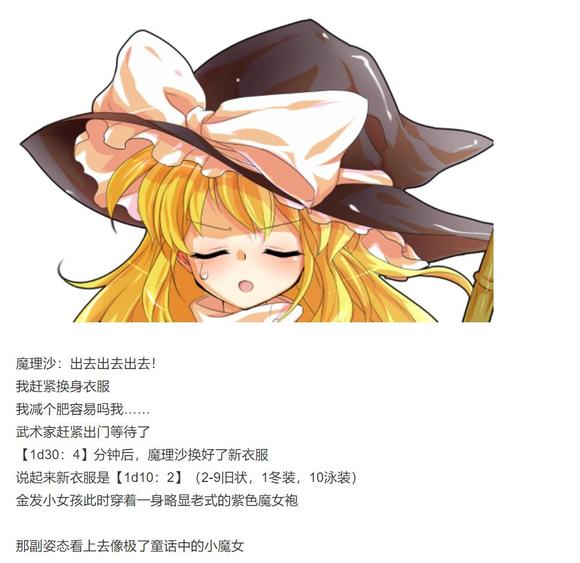 魔理沙：出去出去出去！
我赶紧换身衣服
我减个肥容易吗我……
武术家赶紧出门等待了
【1d30：4】分钟后，魔理沙换好了新衣服
说起来新衣服是【1d10：2】（2-9旧状，1冬装，10泳装）
金发小女孩此时穿着一身略显老式的紫色魔女袍
那副姿态看上去像极了童话中的小魔女